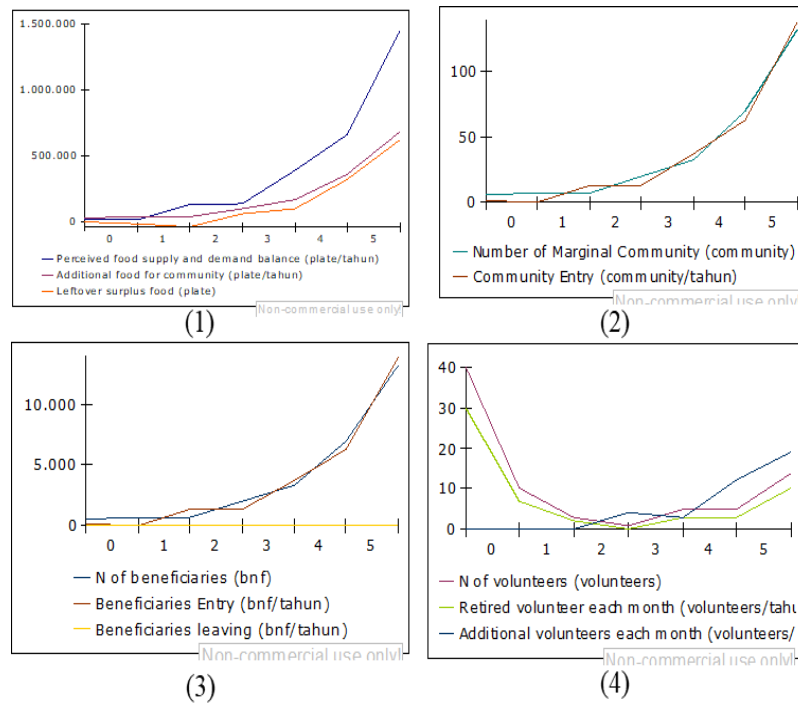 1.500.000
1.000.000
500.000
0
0 1 2 3 4 5
Perceived food supply and demand balance (plate/tahun)
Additional food for community (plate/tahun)
Leftover surplus food (plate)
Non-commercial use only!
(1)
100
50
0
0 1 2 3 4 5
Number of Marginal Community (community)
Community Entry (community/tahun)
Non-commercial use only!
(2)
10.000
5.000
0
0 1 2 3 4 5
N of beneficiaries (bnf)
Beneficiaries Entry (bnf/tahun)
Beneficiaries leaving (bnf/tahun)
Non-commercial use only!
(3)
40
30
20
10
0
0 1 2 3 4 5
N of volunteers (volunteers)
Retired volunteer each month (volunteers/tahu
Additional volunteers each month (volunteers/
Non-commercial use only!
(4)